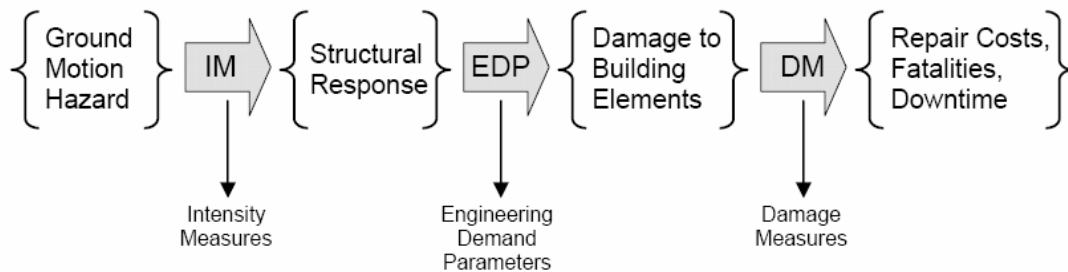 Ground
Motion
Hazard
IM
Structural
Response
EDP
Damage to
Building
Elements
DM
Repair Costs,
Fatalities,
Downtime
Intensity
Measures
Engineering
Demand
Parameters
Damage
Measures